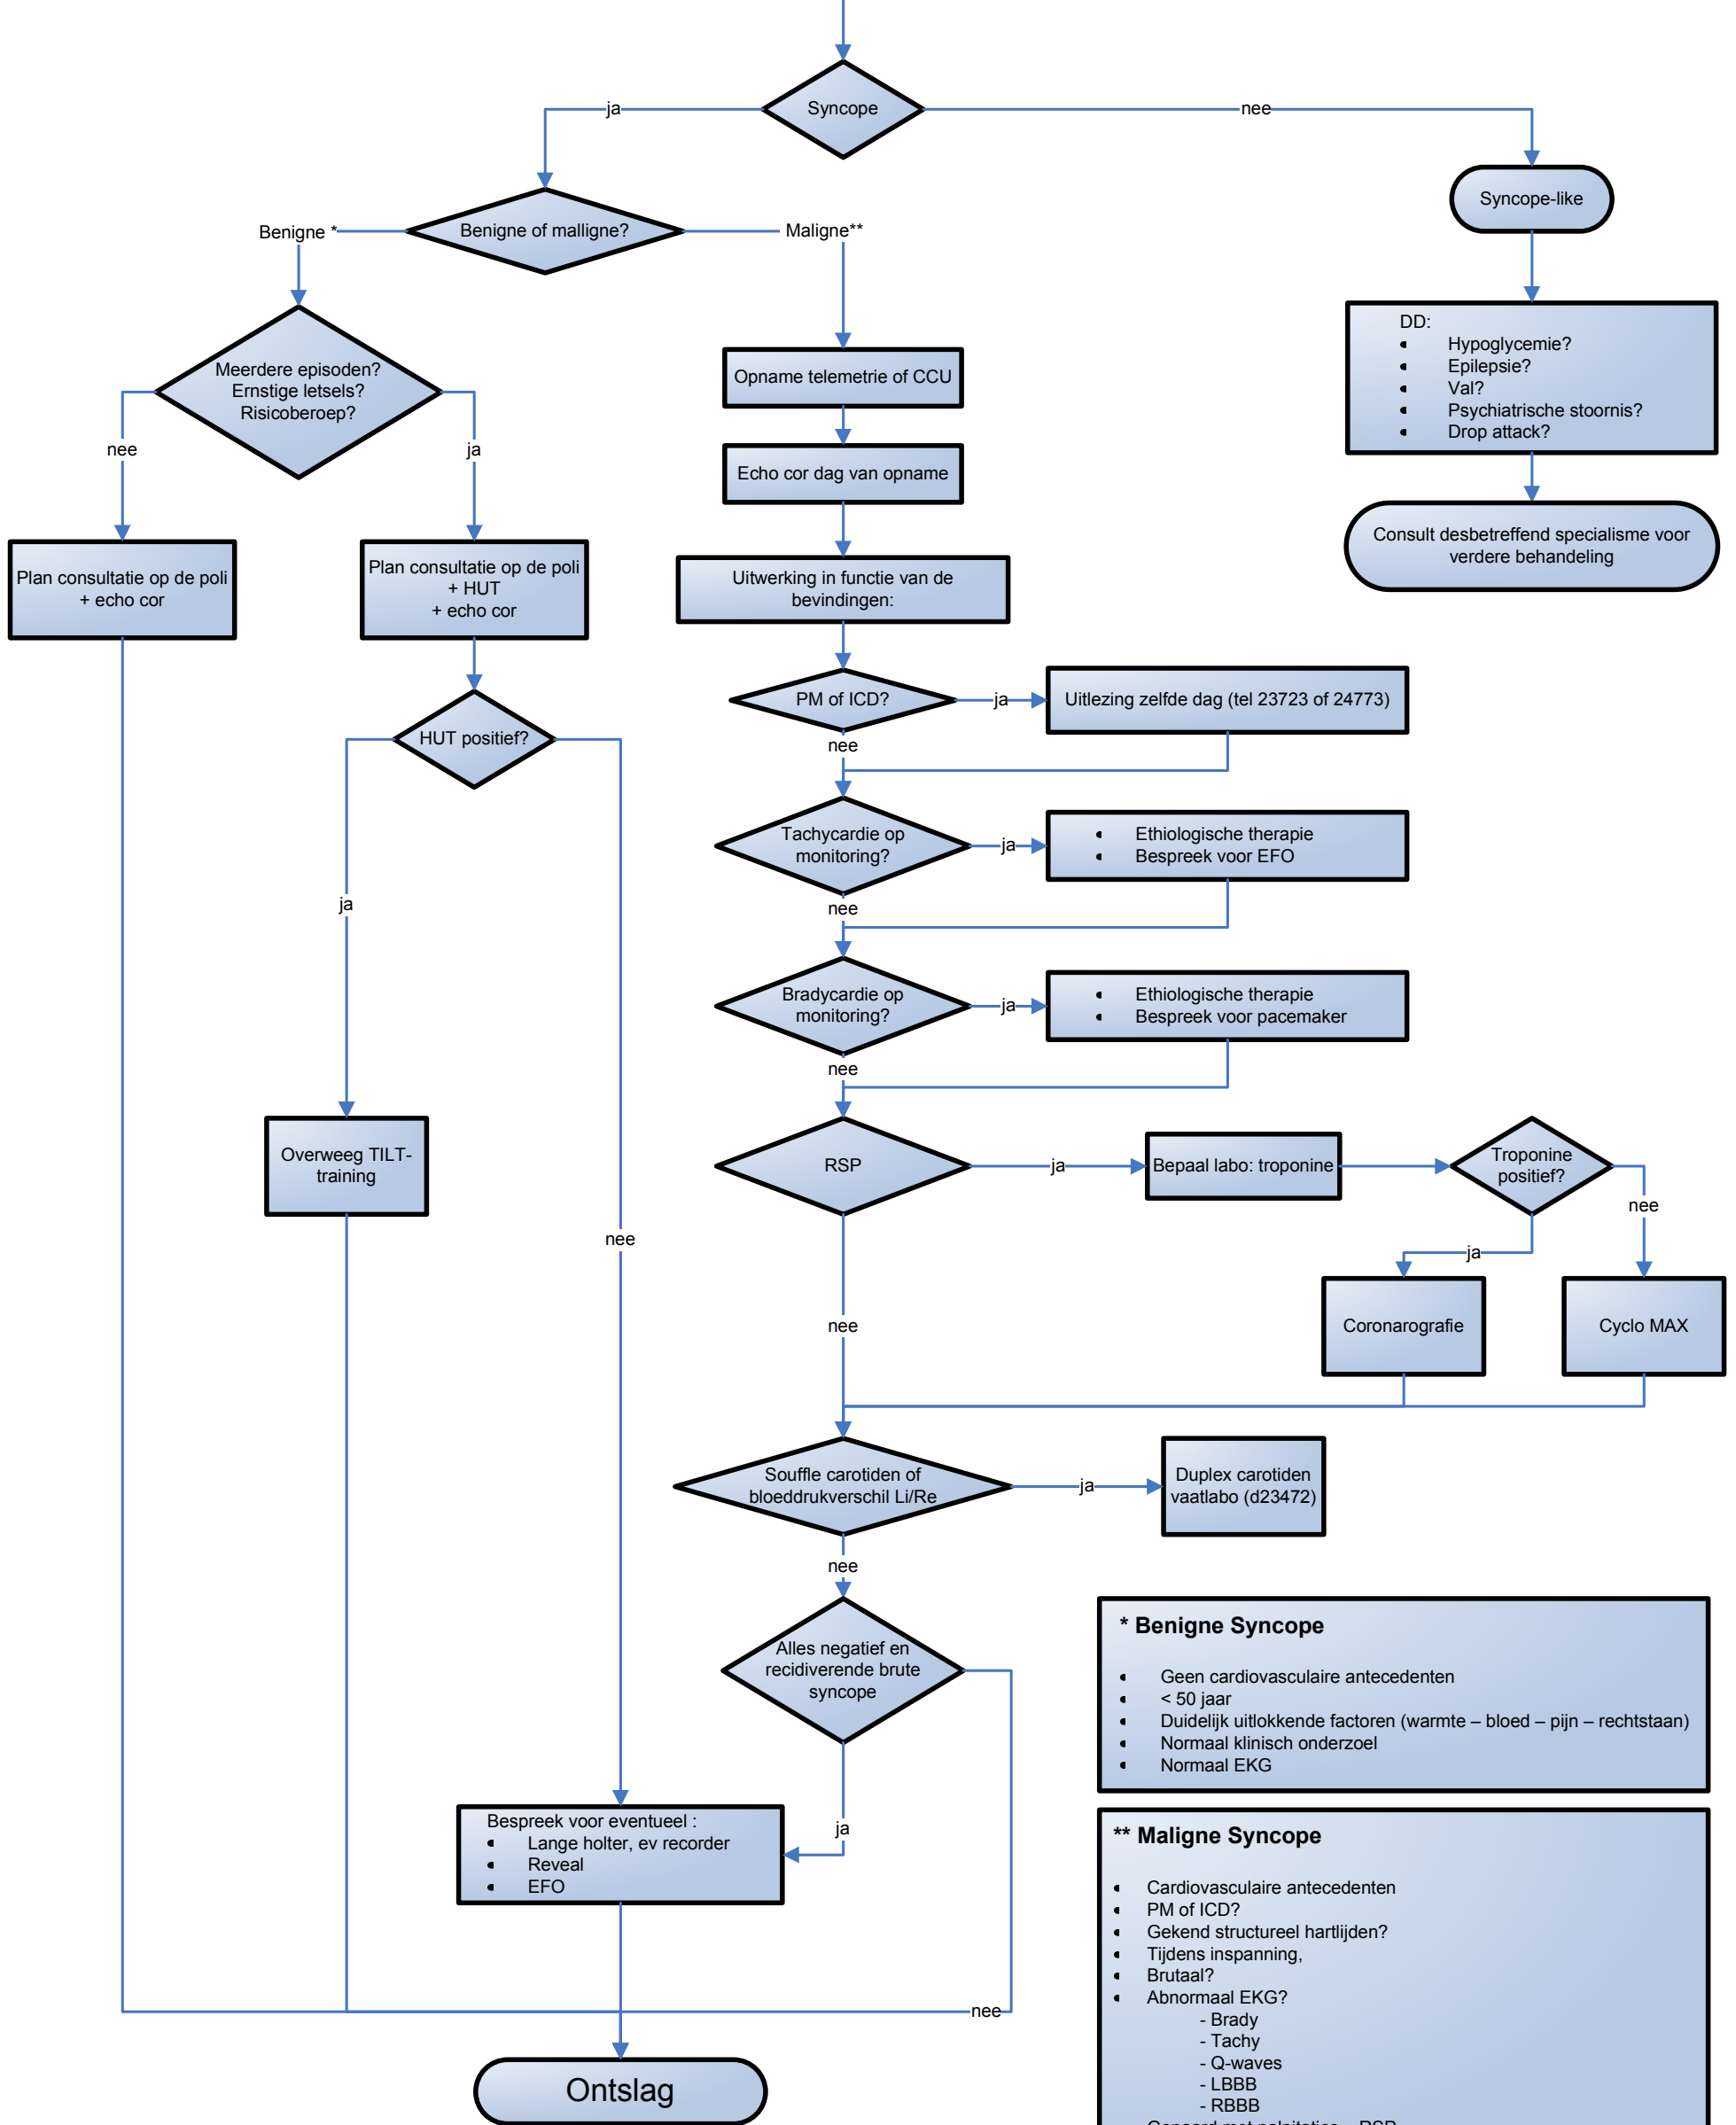 Syncope
ja
nee
Syncope-like
Benigne of malligne?
Benigne *
Maligne**
DD:
Hypoglycemie?
Epilepsie?
Val?
Psychiatrische stoornis?
Drop attack?
Meerdere episoden?
Ernstige letsels?
Risicoberoep?
nee
ja
Opname telemetrie of CCU
Echo cor dag van opname
Consult desbetreffend specialisme voor
verdere behandeling
Plan consultatie op de poli
+ echo cor
Plan consultatie op de poli
+ HUT
+ echo cor
Uitwerking in functie van de
bevindingen:
PM of ICD?
ja
Uitlezing zelfde dag (tel 23723 of 24773)
nee
HUT positief?
ja
nee
Tachycardie op
monitoring?
ja
Ethiologische therapie
Bespreek voor EFO
nee
Bradycardie op
monitoring?
ja
Ethiologische therapie
Bespreek voor pacemaker
nee
Overweeg TILT-
training
RSP
ja
Bepaal labo: troponine
Troponine
positief?
nee
ja
nee
Coronarografie
Cyclo MAX
Souffle carotiden of
bloeddrukverschil Li/Re
ja
Duplex carotiden
vaatlabo (d23472)
nee
Alles negatief en
recidiverende brute
syncope
ja
nee
Bespreek voor eventueel :
Lange holter, ev recorder
Reveal
EFO
Ontslag
* Benigne Syncope
Geen cardiovasculaire antecedenten
< 50 jaar
Duidelijk uitlokkende factoren (warmte – bloed – pijn – rechtstaan)
Normaal klinisch onderzoel
Normaal EKG
** Maligne Syncope
Cardiovasculaire antecedenten
PM of ICD?
Gekend structureel hartlijden?
Tijdens inspanning,
Brutaal?
Abnormaal EKG?
- Brady
- Tachy
- Q-waves
- LBBB
- RBBB